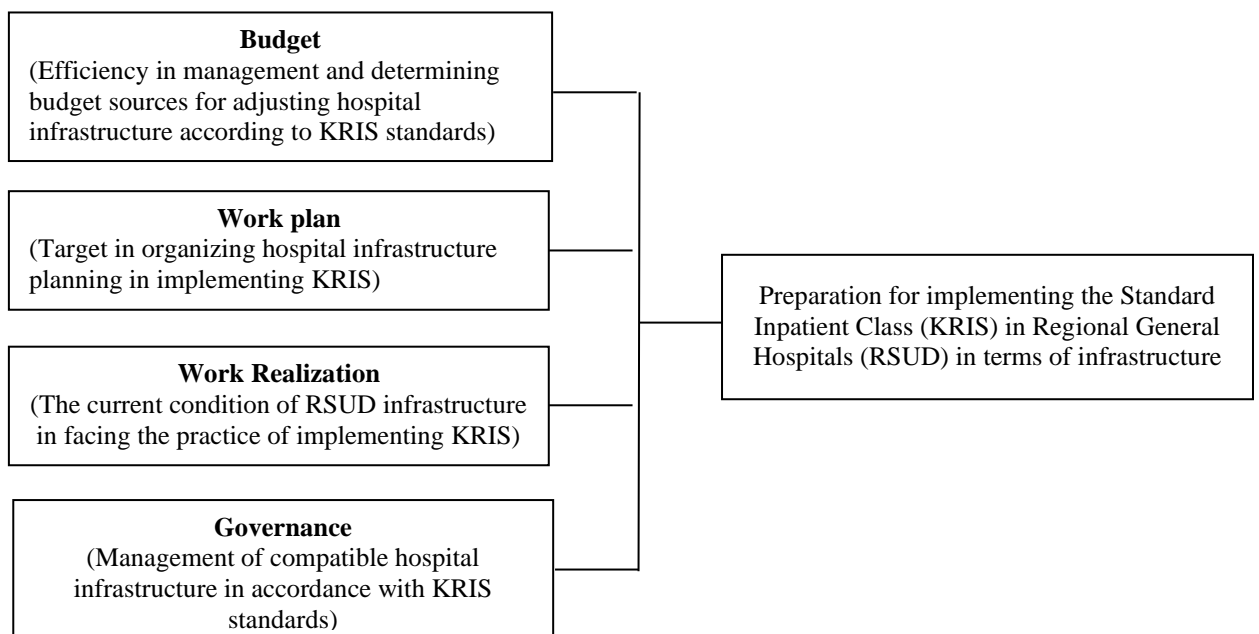 Budget
(Efficiency in management and determining
budget sources for adjusting hospital
infrastructure according to KRIS standards)
Work plan
(Target in organizing hospital infrastructure
planning in implementing KRIS)
Work Realization
(The current condition of RSUD infrastructure
in facing the practice of implementing KRIS)
Governance
(Management of compatible hospital
infrastructure in accordance with KRIS
standards)
Preparation for implementing the Standard
Inpatient Class (KRIS) in Regional General
Hospitals (RSUD) in terms of infrastructure